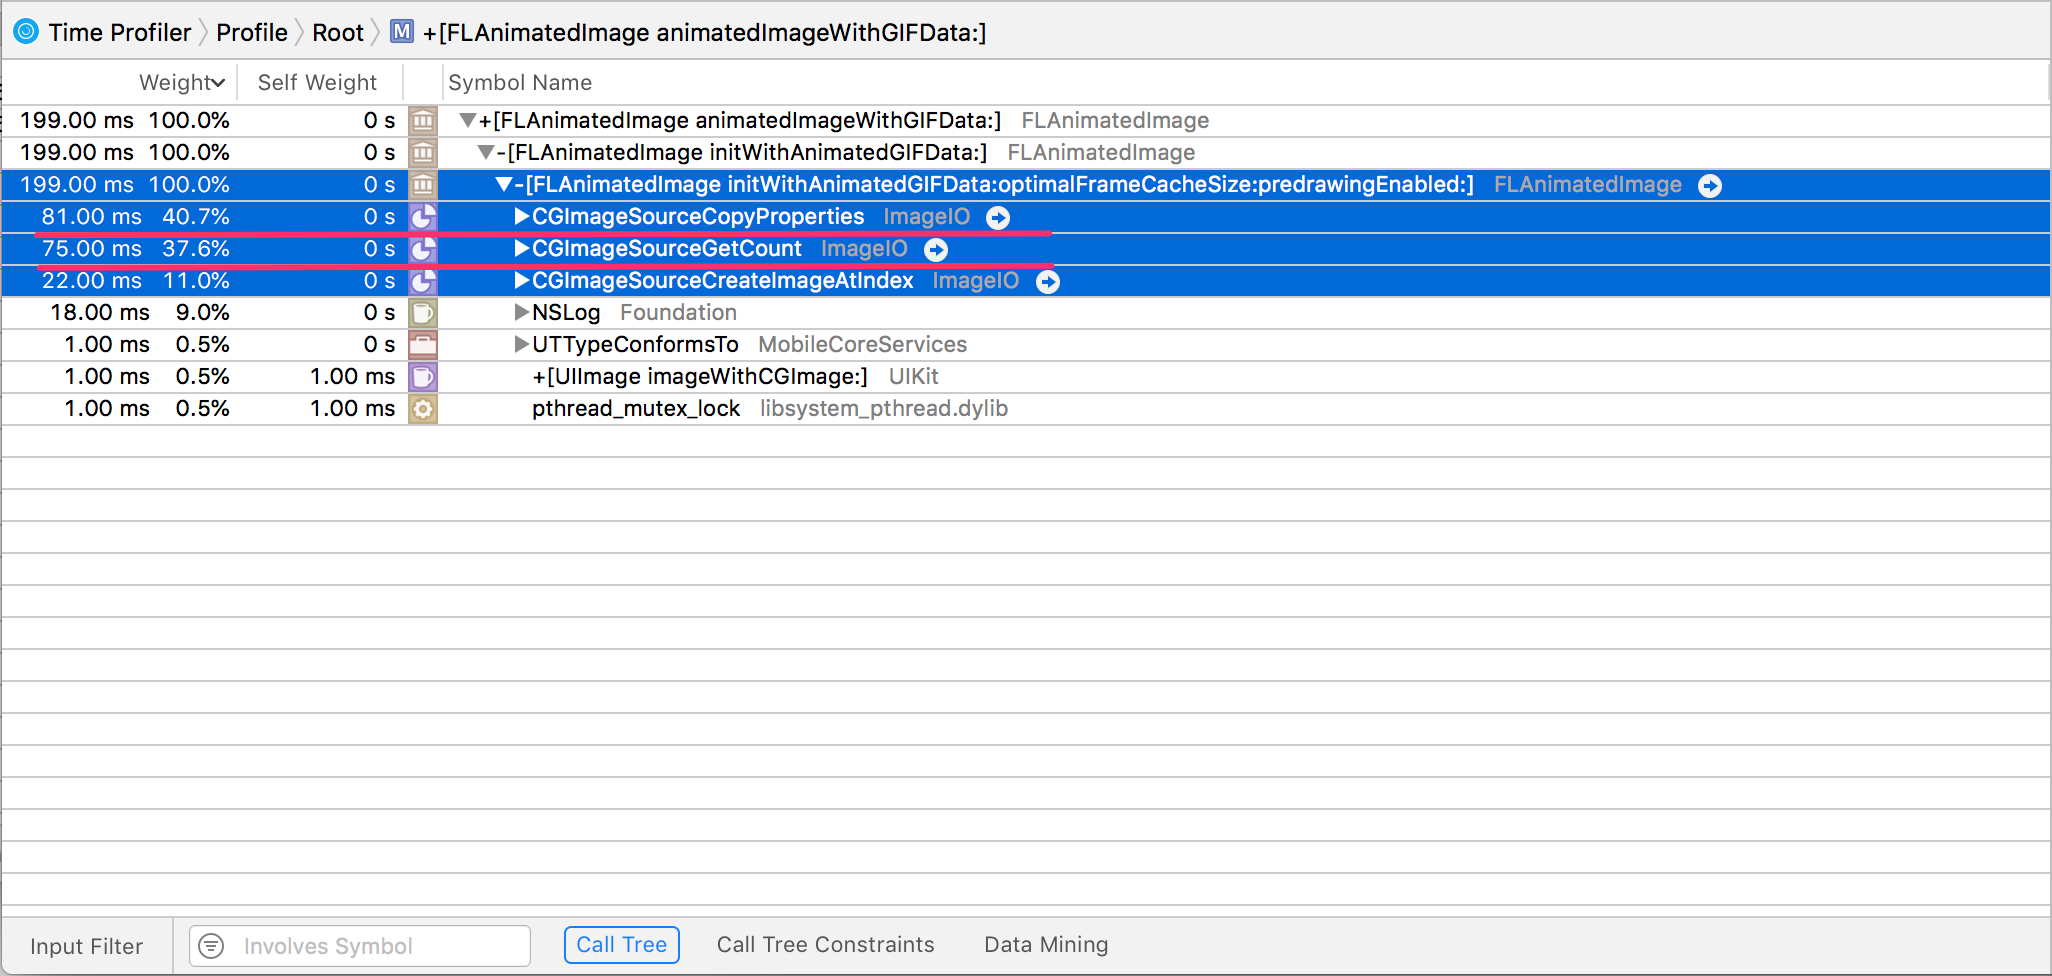 Time Profiler Profile Root M +[FLAnimatedImage animatedImageWithGIFData:]
Weight Self Weight Symbol Name
199.00 ms 100.0% 0 s +[FLAnimatedImage animatedImageWithGIFData:] FLAnimatedImage
199.00 ms 100.0% 0 s -[FLAnimatedImage initWithAnimatedGIFData:] FLAnimatedImage
199.00 ms 100.0% 0 s -[FLAnimatedImage initWithAnimatedGIFData:optimalFrameCacheSize:predrawingEnabled:] FLAnimatedImage
81.00 ms 40.7% 0 s CGImageSourceCopyProperties ImageIO
75.00 ms 37.6% 0 s CGImageSourceGetCount ImageIO
22.00 ms 11.0% 0 s CGImageSourceCreateImageAtIndex ImageIO
18.00 ms 9.0% 0 s NSLog Foundation
1.00 ms 0.5% 0 s UTTypeConformsTo MobileCoreServices
1.00 ms 0.5% 1.00 ms +[UIImage imageWithCGImage:] UIKit
1.00 ms 0.5% 1.00 ms pthread_mutex_lock libsystem_pthread.dylib
Input Filter Involves Symbol Call Tree Call Tree Constraints Data Mining